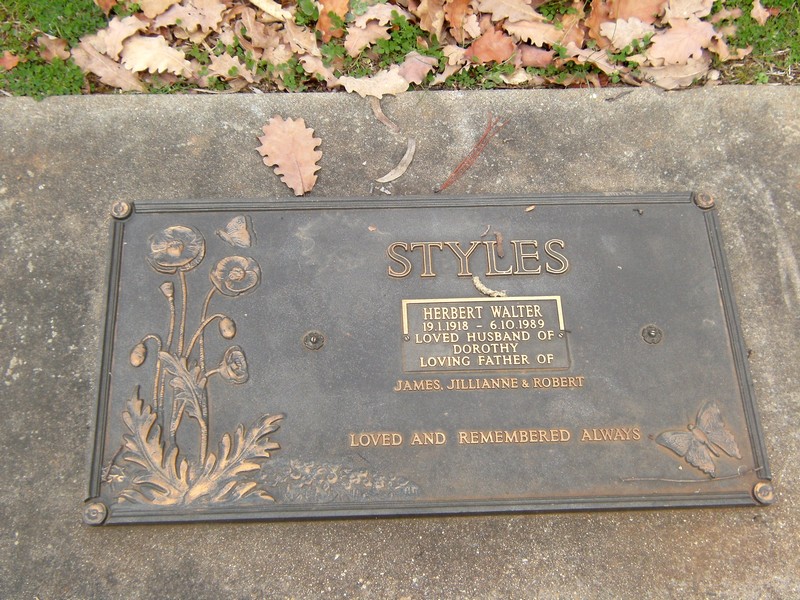 STYLES
HERBERT WALTER
19.1.1918 - 6.10.1989
LOVED HUSBAND OF
DOROTHY
LOVING FATHER OF
JAMES, JILLIANNE & ROBERT
LOVED AND REMEMBERED ALWAYS